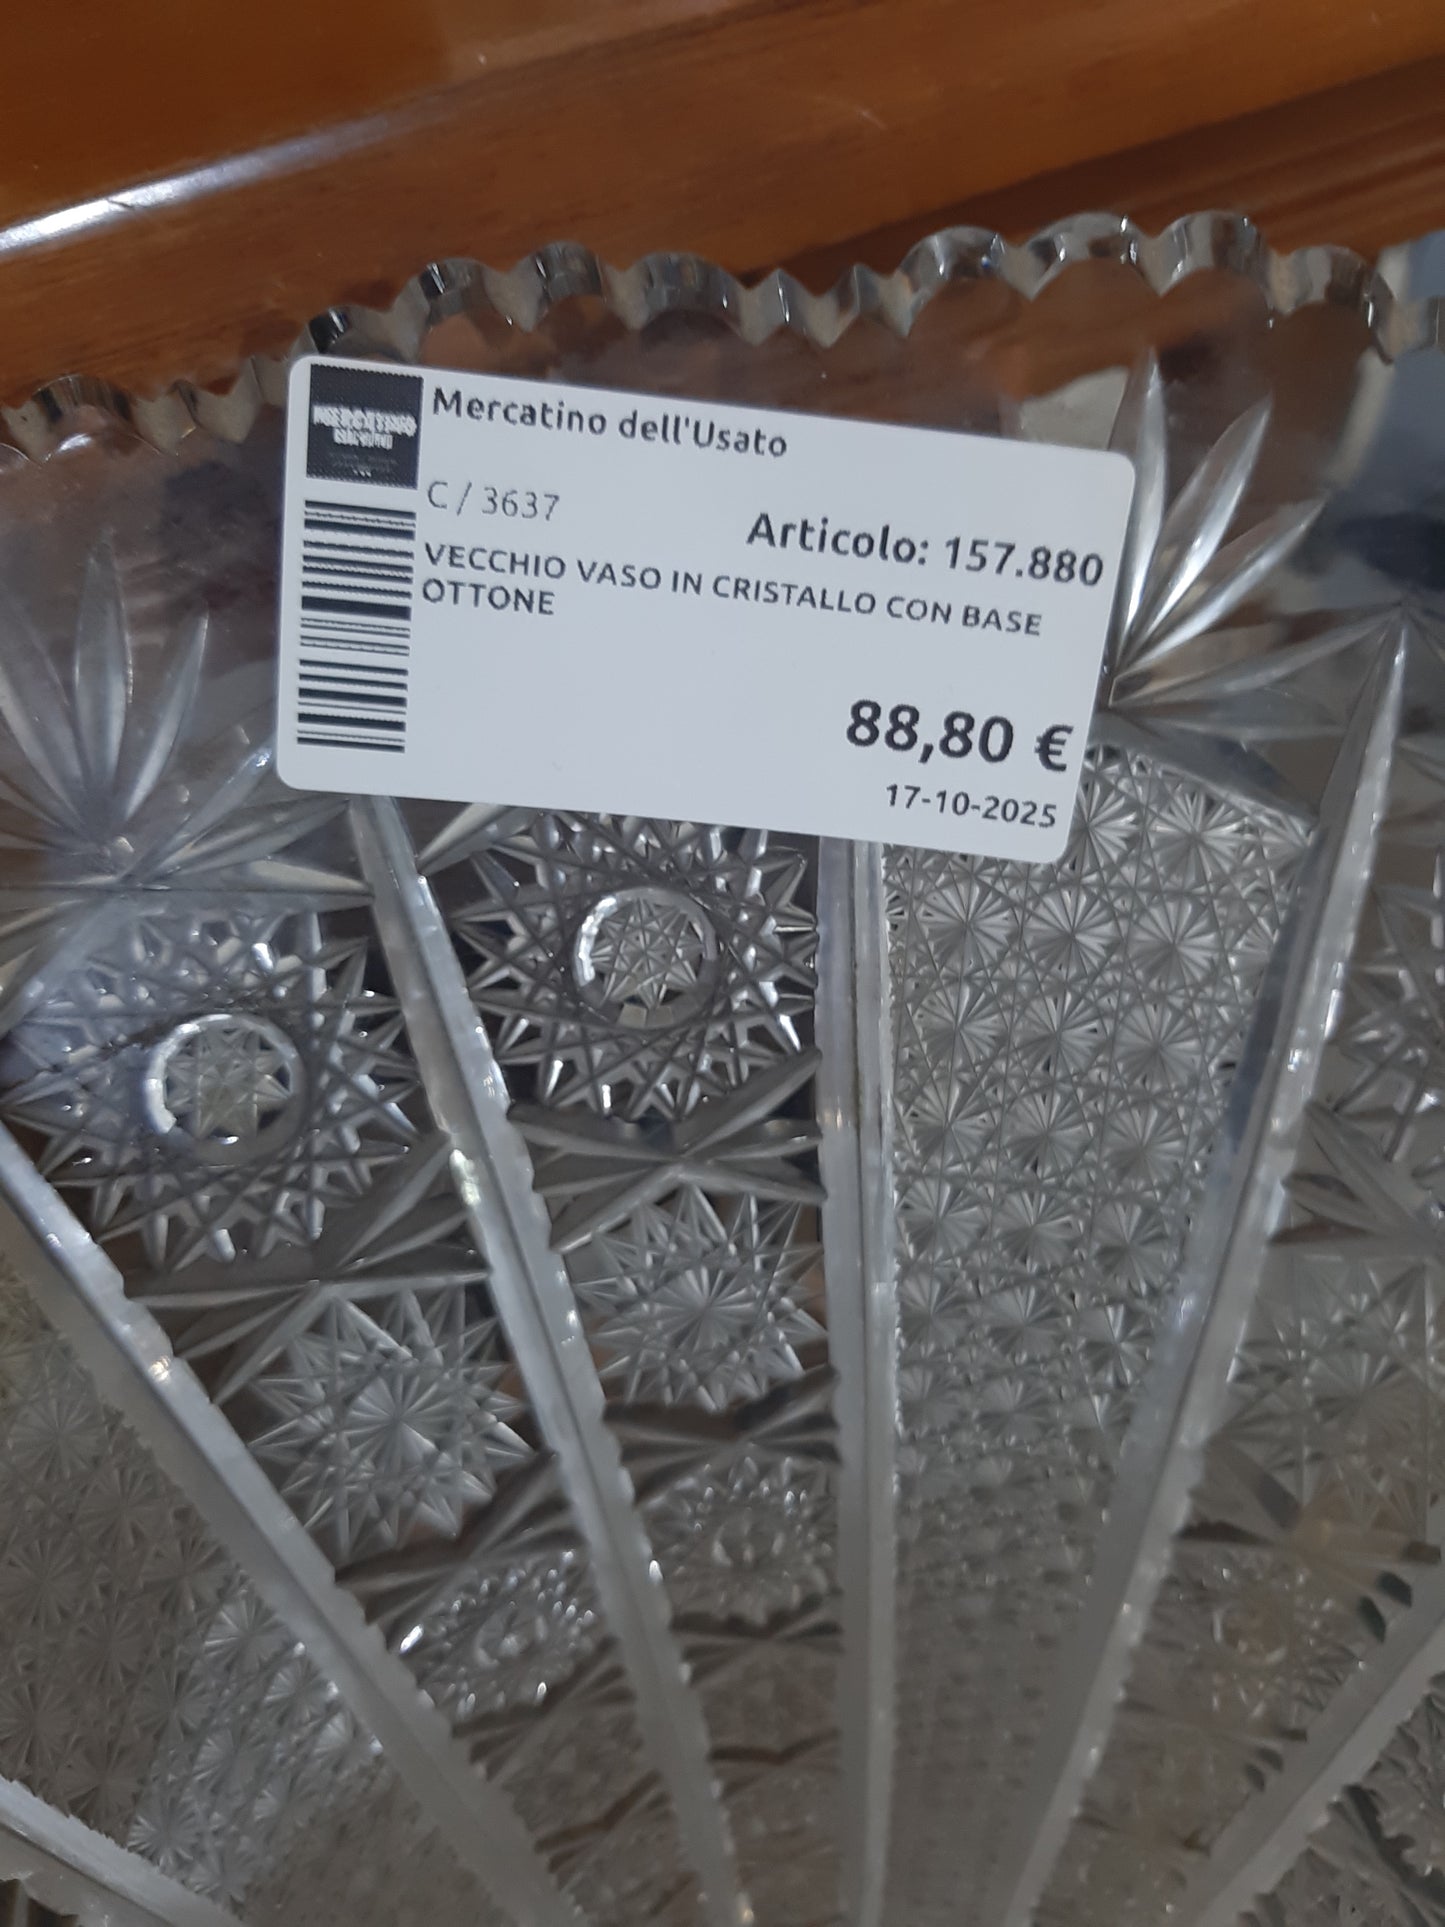 Mercatino dell'Usato
C / 3637
Articolo: 157.880
VECCHIO VASO IN CRISTALLO CON BASE
OTTONE
88,80 €
17-10-2025